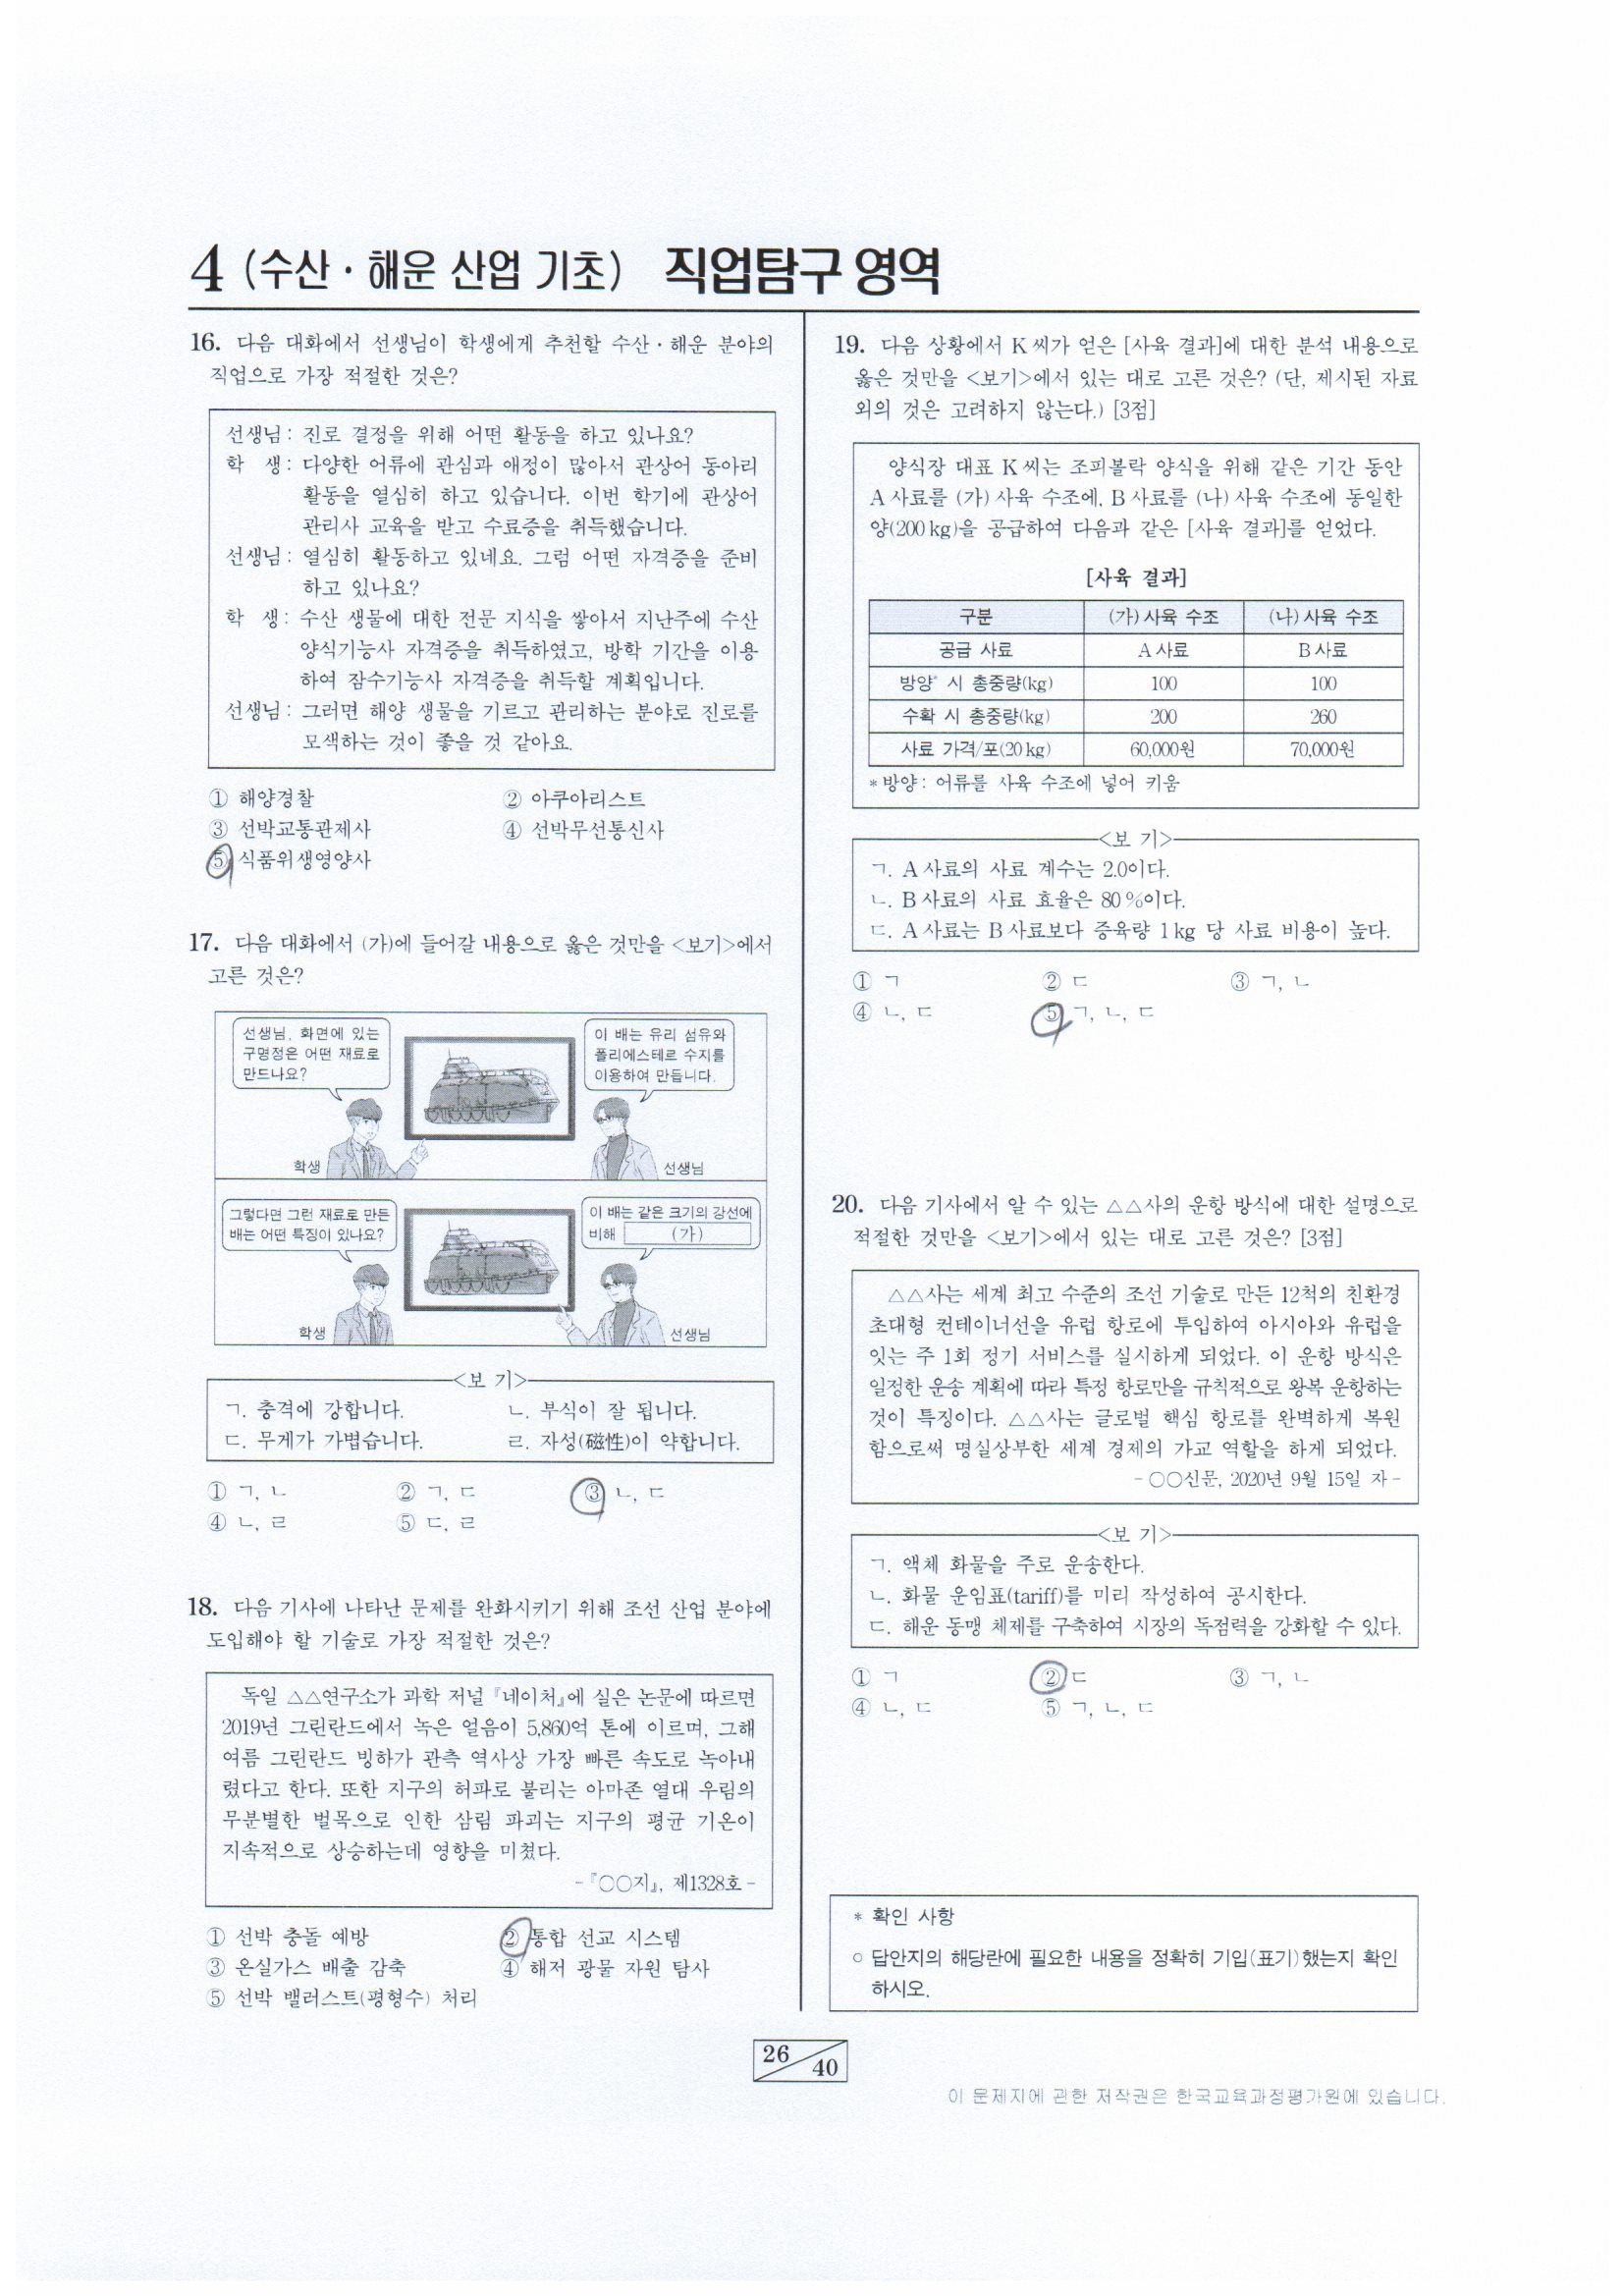 4 (수산·해운 산업 기초) 직업탐구 영역
16. 다음 대화에서 선생님이 학생에게 추천할 수산·해운 분야의
직업으로 가장 적절한 것은?
선생님: 진로 결정을 위해 어떤 활동을 하고 있나요?
학 생: 다양한 어류에 관심과 애정이 많아서 관상어 동아리
활동을 열심히 하고 있습니다. 이번 학기에 관상어
관리사 교육을 받고 수료증을 취득했습니다.
선생님: 열심히 활동하고 있네요. 그럼 어떤 자격증을 준비
하고 있나요?
학 생: 수산 생물에 대한 전문 지식을 쌓아서 지난주에 수산
양식기능사 자격증을 취득하였고, 방학 기간을 이용
하여 잠수기능사 자격증을 취득할 계획입니다.
선생님: 그러면 해양 생물을 기르고 관리하는 분야로 진로를
모색하는 것이 좋을 것 같아요.
① 해양경찰 ② 아쿠아리스트
③ 선박교통관제사 ④ 선박무선통신사
⑤ 식품위생영양사
17. 다음 대화에서 (가)에 들어갈 내용으로 옳은 것만을 <보기>에서
고른 것은?
선생님, 화면에 있는
구명정은 어떤 재료로
만드나요?
이 배는 유리 섬유와
폴리에스테르 수지를
이용하여 만듭니다.
학생 선생님
그렇다면 그런 재료로 만든
배는 어떤 특징이 있나요?
이 배는 같은 크기의 강선에
비해 (가)
학생 선생님
<보 기>
ㄱ. 충격에 강합니다. ㄴ. 부식이 잘 됩니다.
ㄷ. 무게가 가볍습니다. ㄹ. 자성(磁性)이 약합니다.
① ㄱ, ㄴ ② ㄱ, ㄷ ③ ㄴ, ㄷ
④ ㄴ, ㄹ ⑤ ㄷ, ㄹ
18. 다음 기사에 나타난 문제를 완화시키기 위해 조선 산업 분야에
도입해야 할 기술로 가장 적절한 것은?
독일 △△연구소가 과학 저널 『네이처』에 실은 논문에 따르면
2019년 그린란드에서 녹은 얼음이 5,860억 톤에 이르며, 그해
여름 그린란드 빙하가 관측 역사상 가장 빠른 속도로 녹아내
렸다고 한다. 또한 지구의 허파로 불리는 아마존 열대 우림의
무분별한 벌목으로 인한 삼림 파괴는 지구의 평균 기온이
지속적으로 상승하는데 영향을 미쳤다.
-『○○지』, 제1328호-
① 선박 충돌 예방 ② 통합 선교 시스템
③ 온실가스 배출 감축 ④ 해저 광물 자원 탐사
⑤ 선박 밸러스트(평형수) 처리
19. 다음 상황에서 K 씨가 얻은 [사육 결과]에 대한 분석 내용으로
옳은 것만을 <보기>에서 있는 대로 고른 것은? (단, 제시된 자료
외의 것은 고려하지 않는다.) [3점]
양식장 대표 K 씨는 조피볼락 양식을 위해 같은 기간 동안
A 사료를 (가) 사육 수조에, B 사료를 (나) 사육 수조에 동일한
양(200 kg)을 공급하여 다음과 같은 [사육 결과]를 얻었다.
[사육 결과]
구분 (가) 사육 수조 (나) 사육 수조
공급 사료 A 사료 B 사료
방양* 시 총중량(kg) 100 100
수확 시 총중량(kg) 200 260
사료 가격/포(20 kg) 60,000원 70,000원
* 방양: 어류를 사육 수조에 넣어 키움
<보 기>
ㄱ. A 사료의 사료 계수는 2.0이다.
ㄴ. B 사료의 사료 효율은 80 %이다.
ㄷ. A 사료는 B 사료보다 증육량 1 kg 당 사료 비용이 높다.
① ㄱ ② ㄷ ③ ㄱ, ㄴ
④ ㄴ, ㄷ ⑤ ㄱ, ㄴ, ㄷ
20. 다음 기사에서 알 수 있는 △△사의 운항 방식에 대한 설명으로
적절한 것만을 <보기>에서 있는 대로 고른 것은? [3점]
△△사는 세계 최고 수준의 조선 기술로 만든 12척의 친환경
초대형 컨테이너선을 유럽 항로에 투입하여 아시아와 유럽을
잇는 주 1회 정기 서비스를 실시하게 되었다. 이 운항 방식은
일정한 운송 계획에 따라 특정 항로만을 규칙적으로 왕복 운항하는
것이 특징이다. △△사는 글로벌 핵심 항로를 완벽하게 복원
함으로써 명실상부한 세계 경제의 가교 역할을 하게 되었다.
- ○○신문, 2020년 9월 15일 자 -
<보 기>
ㄱ. 액체 화물을 주로 운송한다.
ㄴ. 화물 운임표(tariff)를 미리 작성하여 공시한다.
ㄷ. 해운 동맹 체제를 구축하여 시장의 독점력을 강화할 수 있다.
① ㄱ ② ㄷ ③ ㄱ, ㄴ
④ ㄴ, ㄷ ⑤ ㄱ, ㄴ, ㄷ
* 확인 사항
○ 답안지의 해당란에 필요한 내용을 정확히 기입(표기)했는지 확인
하시오.
26 40
이 문제지에 관한 저작권은 한국교육과정평가원에 있습니다.